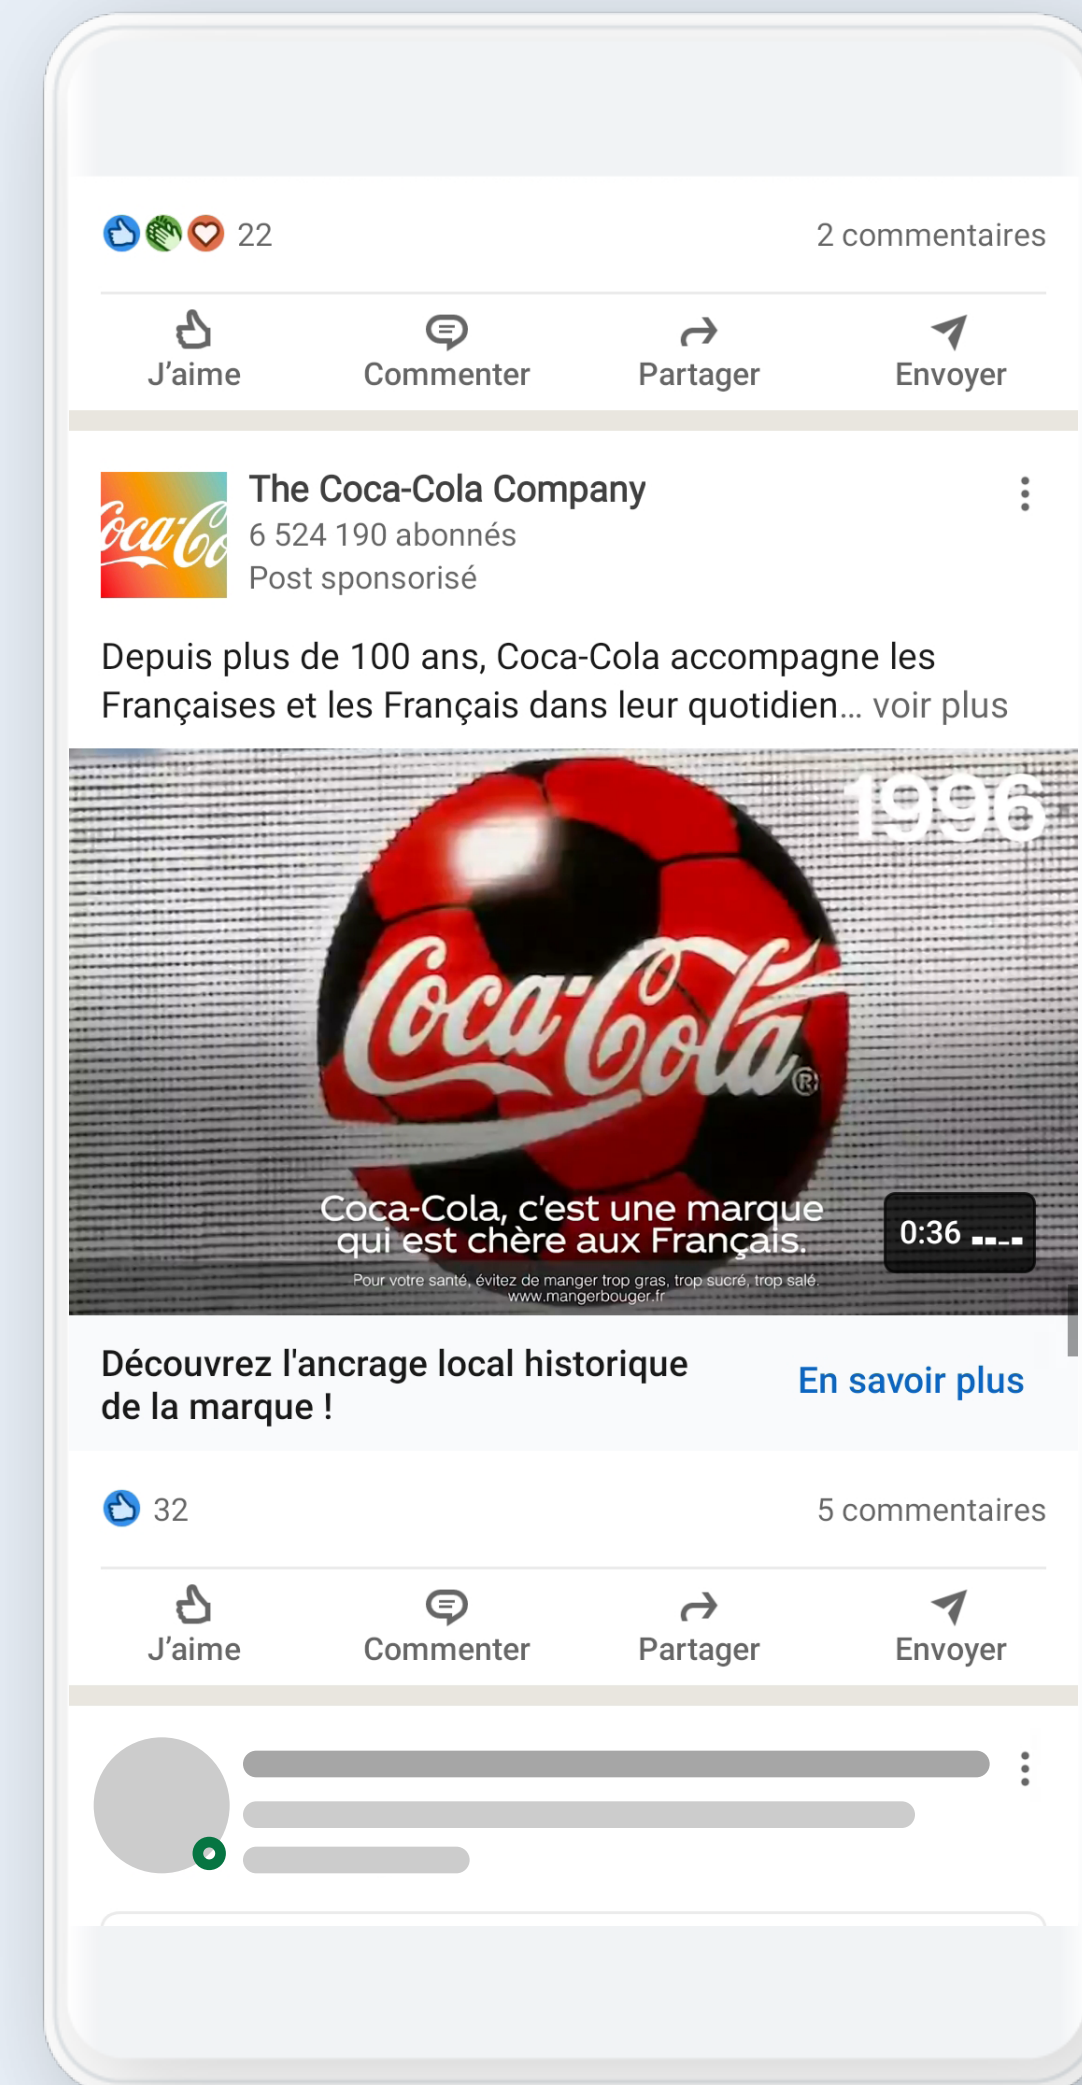 22
2 commentaires
J’aime
Commenter
Partager
Envoyer
Coca-Co
The Coca-Cola Company
6 524 190 abonnés
Post sponsorisé
Depuis plus de 100 ans, Coca-Cola accompagne les
Françaises et les Français dans leur quotidien... voir plus
1996
Coca-Cola®
Coca-Cola, c'est une marque
qui est chère aux Français.
0:36
Pour votre santé, évitez de manger trop gras, trop sucré, trop salé.
www.mangerbouger.fr
Découvrez l'ancrage local historique
de la marque !
En savoir plus
32
5 commentaires
J’aime
Commenter
Partager
Envoyer